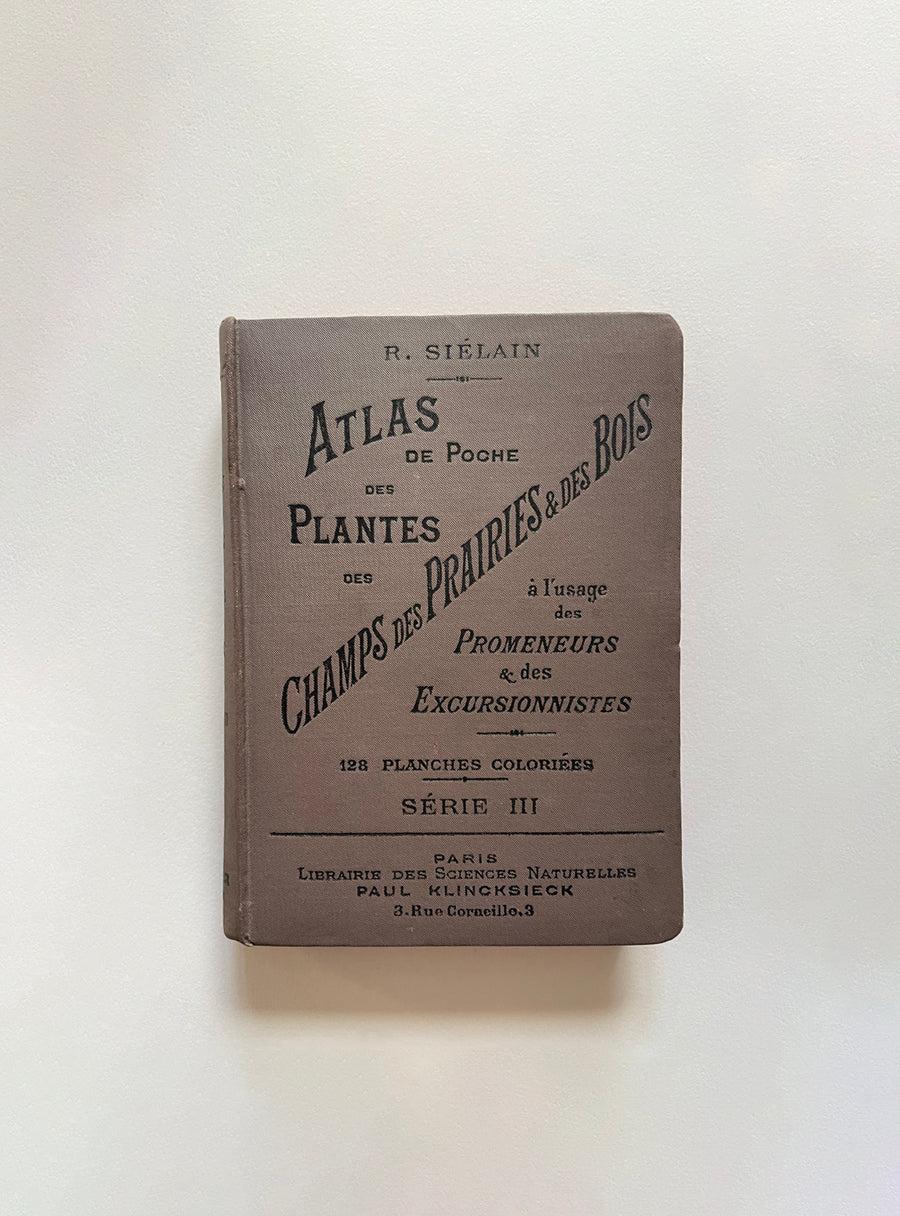 R. SIÉLAIN
ATLAS
DE POCHE
DES
PLANTES
DES
CHAMPS DES PRAIRIES & DES BOIS
à l'usage
des
PROMENEURS
& des
EXCURSIONNISTES
128 PLANCHES COLORIÉES
SÉRIE III
PARIS
LIBRAIRIE DES SCIENCES NATURELLES
PAUL KLINCKSIECK
3.Rue Corneille.3